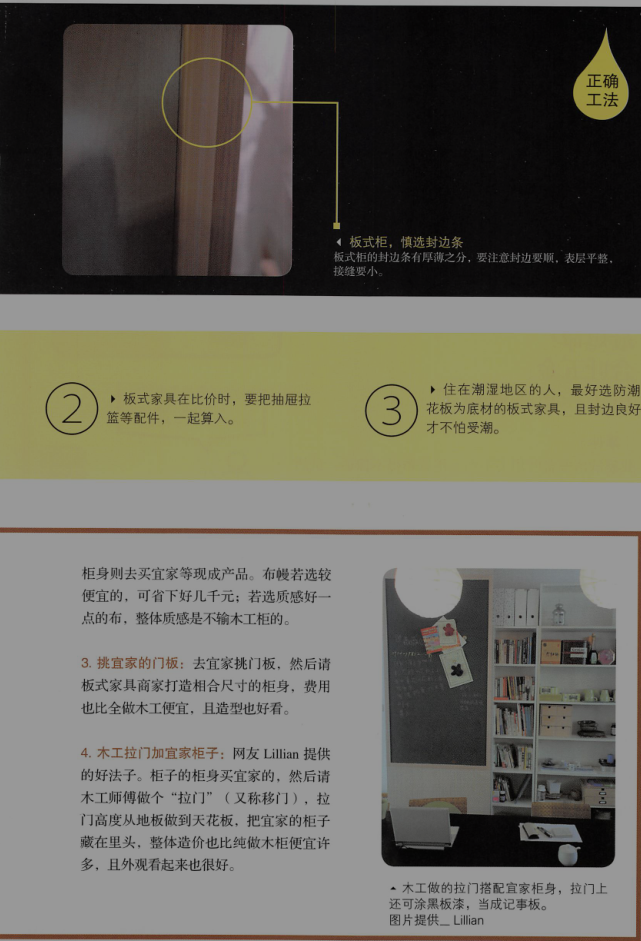 正确
工法
板式柜，慎选封边条
板式柜的封边条有厚薄之分，要注意封边要顺，表层平整，
接缝要小。
2
板式家具在比价时，要把抽屉拉
篮等配件，一起算入。
3
住在潮湿地区的人，最好选防潮
花板为底材的板式家具，且封边良好
才不怕受潮。
柜身则去买宜家等现成产品。布幔若选较
便宜的，可省下好几千元；若选质感好一
点的布，整体质感是不输木工柜的。
3. 挑宜家的门板：去宜家挑门板，然后请
板式家具商家打造相合尺寸的柜身，费用
也比全做木工便宜，且造型也好看。
4. 木工拉门加宜家柜子：网友 Lillian 提供
的好法子。柜子的柜身买宜家的，然后请
木工师傅做个“拉门”（又称移门），拉
门高度从地板做到天花板，把宜家的柜子
藏在里头，整体造价也比纯做木柜便宜许
多，且外观看起来也很好。
木工做的拉门搭配宜家柜身，拉门上
还可涂黑板漆，当成记事板。
图片提供＿Lillian